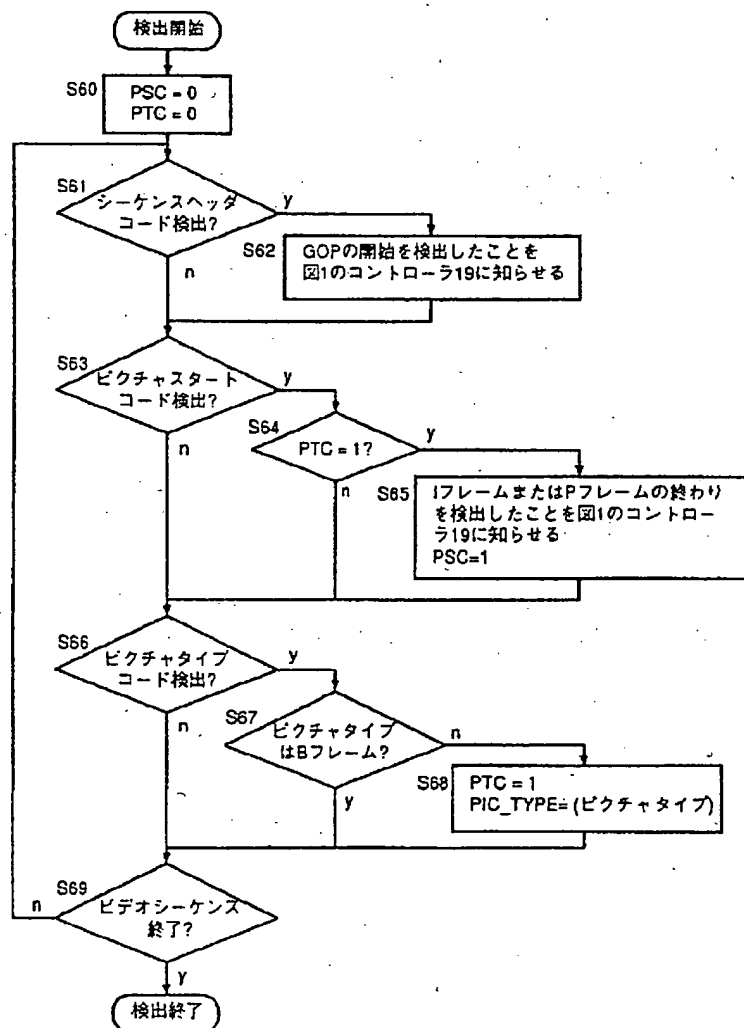 検出開始
S60
PSC = 0
PTC = 0
S61
シーケンスヘッダ
コード検出?
y
n
S62
GOPの開始を検出したことを
図1のコントローラ19に知らせる
S63
ピクチャスタート
コード検出?
y
n
S64
PTC = 1?
y
n
S65
IフレームまたはPフレームの終わり
を検出したことを図1のコントロー
ラ19に知らせる
PSC=1
S66
ピクチャタイプ
コード検出?
y
n
S67
ピクチャタイプ
はBフレーム?
n
y
S68
PTC = 1
PIC_TYPE= (ピクチャタイプ)
S69
ビデオシーケンス
終了?
n
y
検出終了